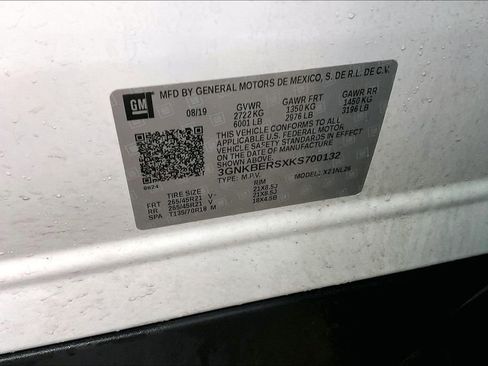 GM
MFD BY GENERAL MOTORS DE MEXICO, S. DE R.L. DE C.V.
08/19 GVWR GAWR FRT GAWR RR
2722 KG 1350 KG 1450 KG
6001 LB 2976 LB 3196 LB
THIS VEHICLE CONFORMS TO ALL
APPLICABLE U.S. FEDERAL MOTOR
VEHICLE SAFETY STANDARDS IN EFFECT
ON THE DATE OF MANUFACTURE
SHOWN ABOVE.
3GNKBERSXKS700132
TYPE: M.P.V. MODEL: X21NL26
0624
TIRE SIZE RIM
FRT 265/45R21 V 21X8.5J
RR 265/45R21 V 21X8.5J
SPA T135/70R18 M 18X4.5B